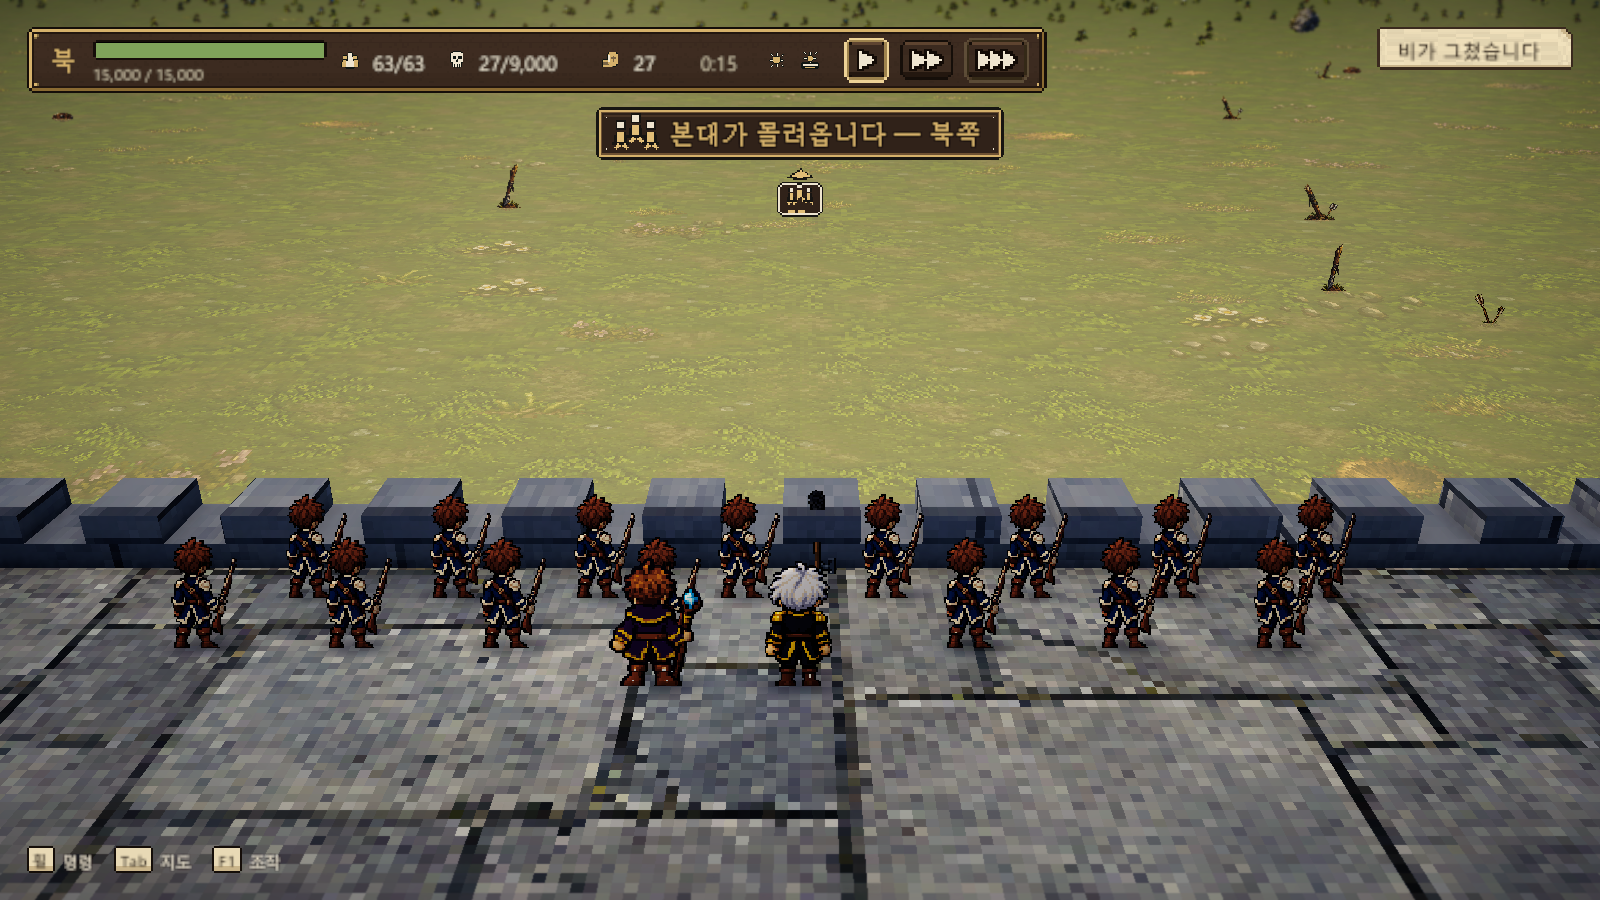 북
15,000 / 15,000
63/63
27/9,000
27
0:15
비가 그쳤습니다
본대가 몰려옵니다 — 북쪽
휠 명령 Tab 지도 F1 조작